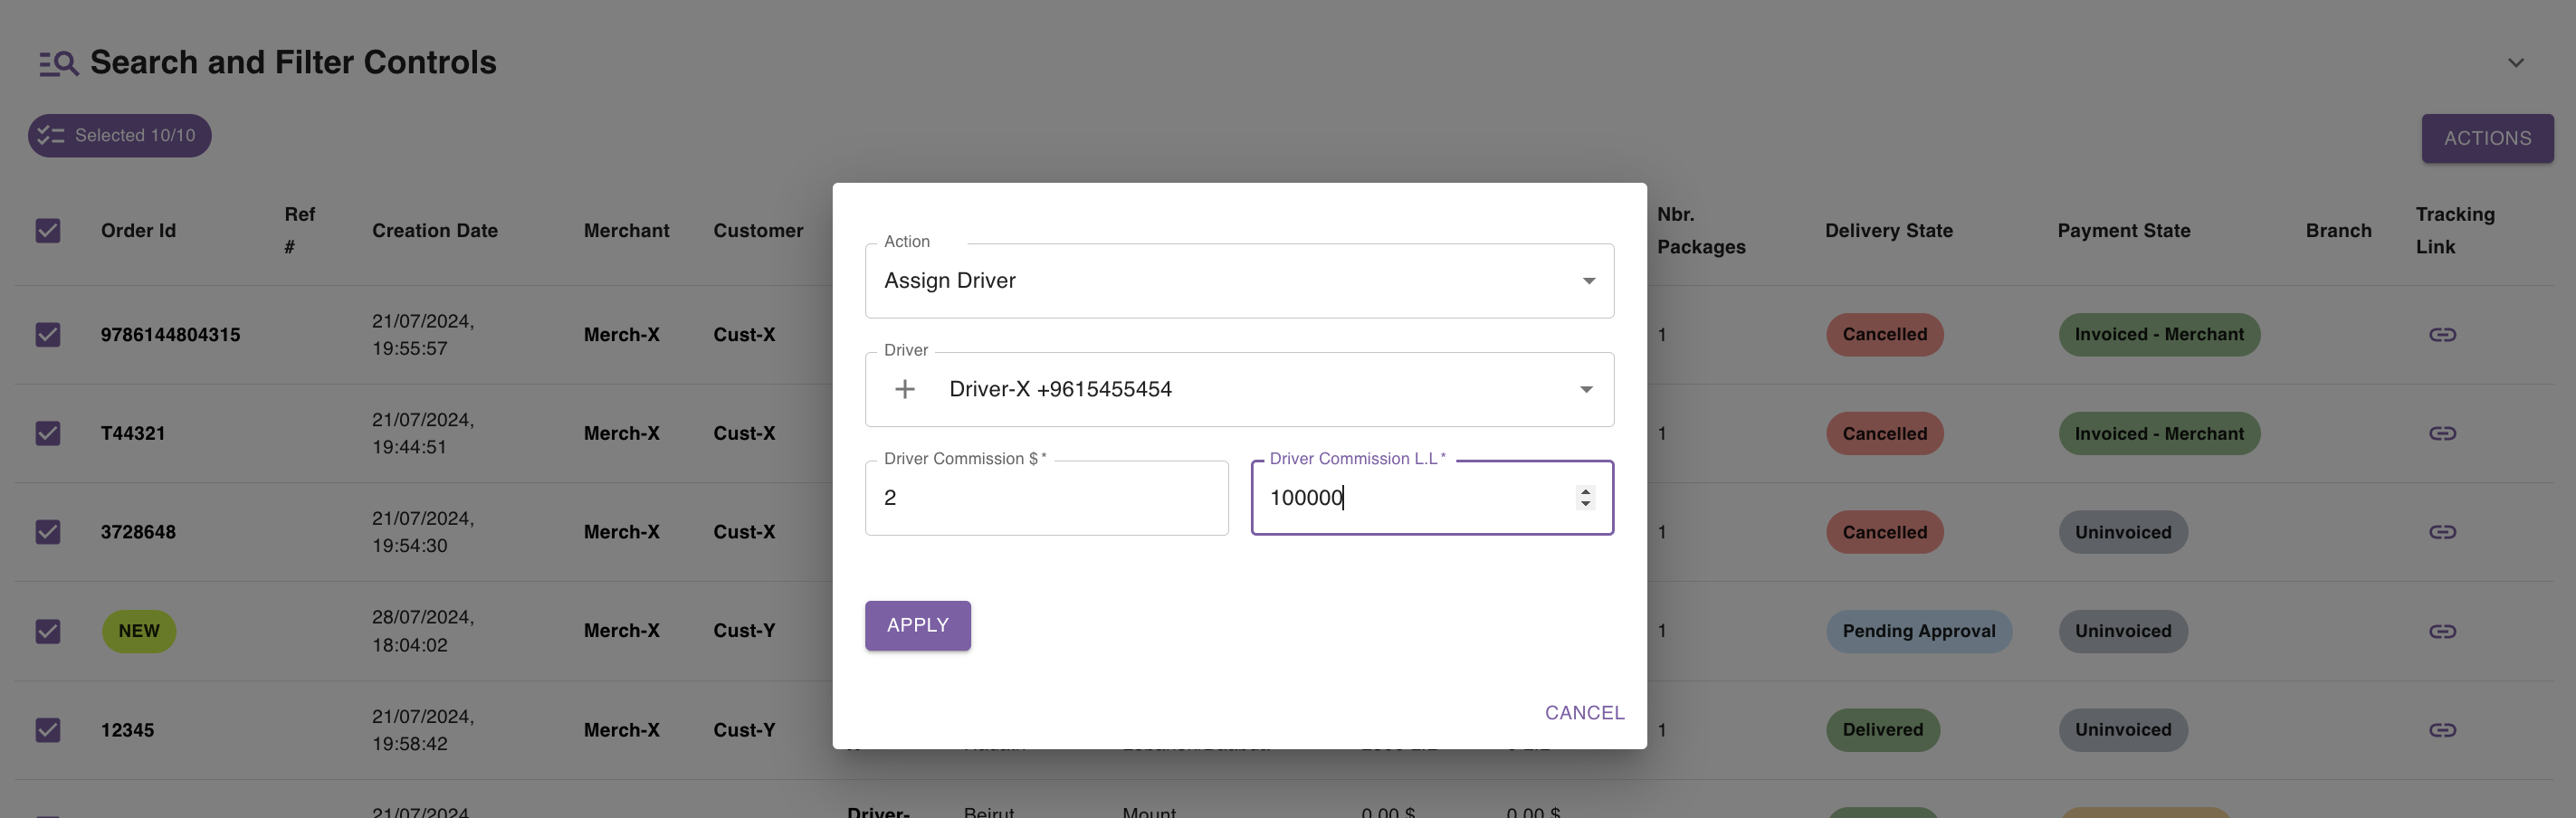 Search and Filter Controls
Selected 10/10
ACTIONS
Order Id
Ref
#
Creation Date
Merchant
Customer
Nbr.
Packages
Delivery State
Payment State
Branch
Tracking
Link
9786144804315
21/07/2024,
19:55:57
Merch-X
Cust-X
1
Cancelled
Invoiced - Merchant
T44321
21/07/2024,
19:44:51
Merch-X
Cust-X
1
Cancelled
Invoiced - Merchant
3728648
21/07/2024,
19:54:30
Merch-X
Cust-X
1
Cancelled
Uninvoiced
NEW
28/07/2024,
18:04:02
Merch-X
Cust-Y
1
Pending Approval
Uninvoiced
12345
21/07/2024,
19:58:42
Merch-X
Cust-Y
1
Delivered
Uninvoiced
21/07/2024,
Driver-
Beirut
Mount
0.00 $
0.00 $
Action
Assign Driver
Driver
Driver-X +9615455454
Driver Commission $ *
2
Driver Commission L.L *
100000
APPLY
CANCEL